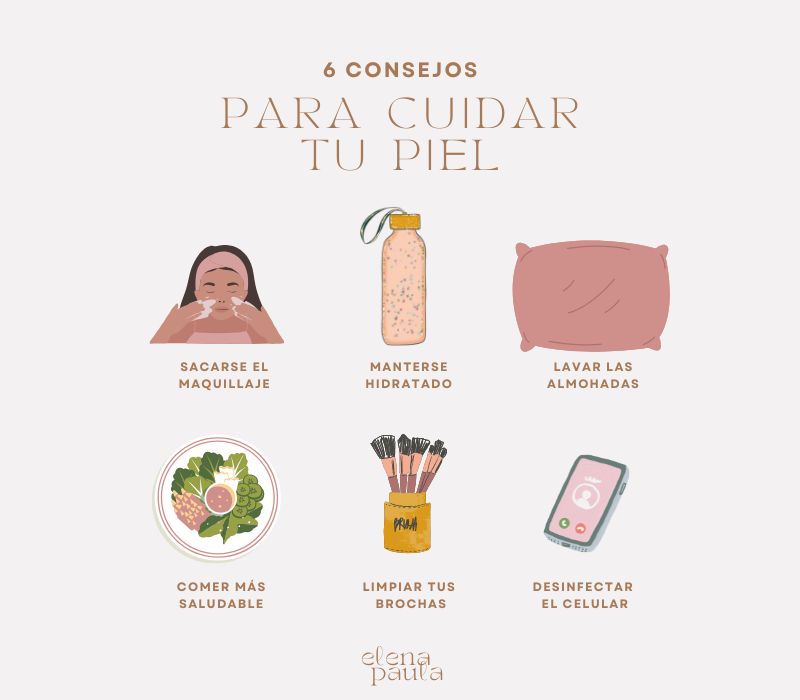 6 CONSEJOS
PARA CUIDAR
TU PIEL
SACARSE EL
MAQUILLAJE
MANTERSE
HIDRATADO
LAVAR LAS
ALMOHADAS
COMER MÁS
SALUDABLE
LIMPIAR TUS
BROCHAS
DESINFECTAR
EL CELULAR
elena
paula